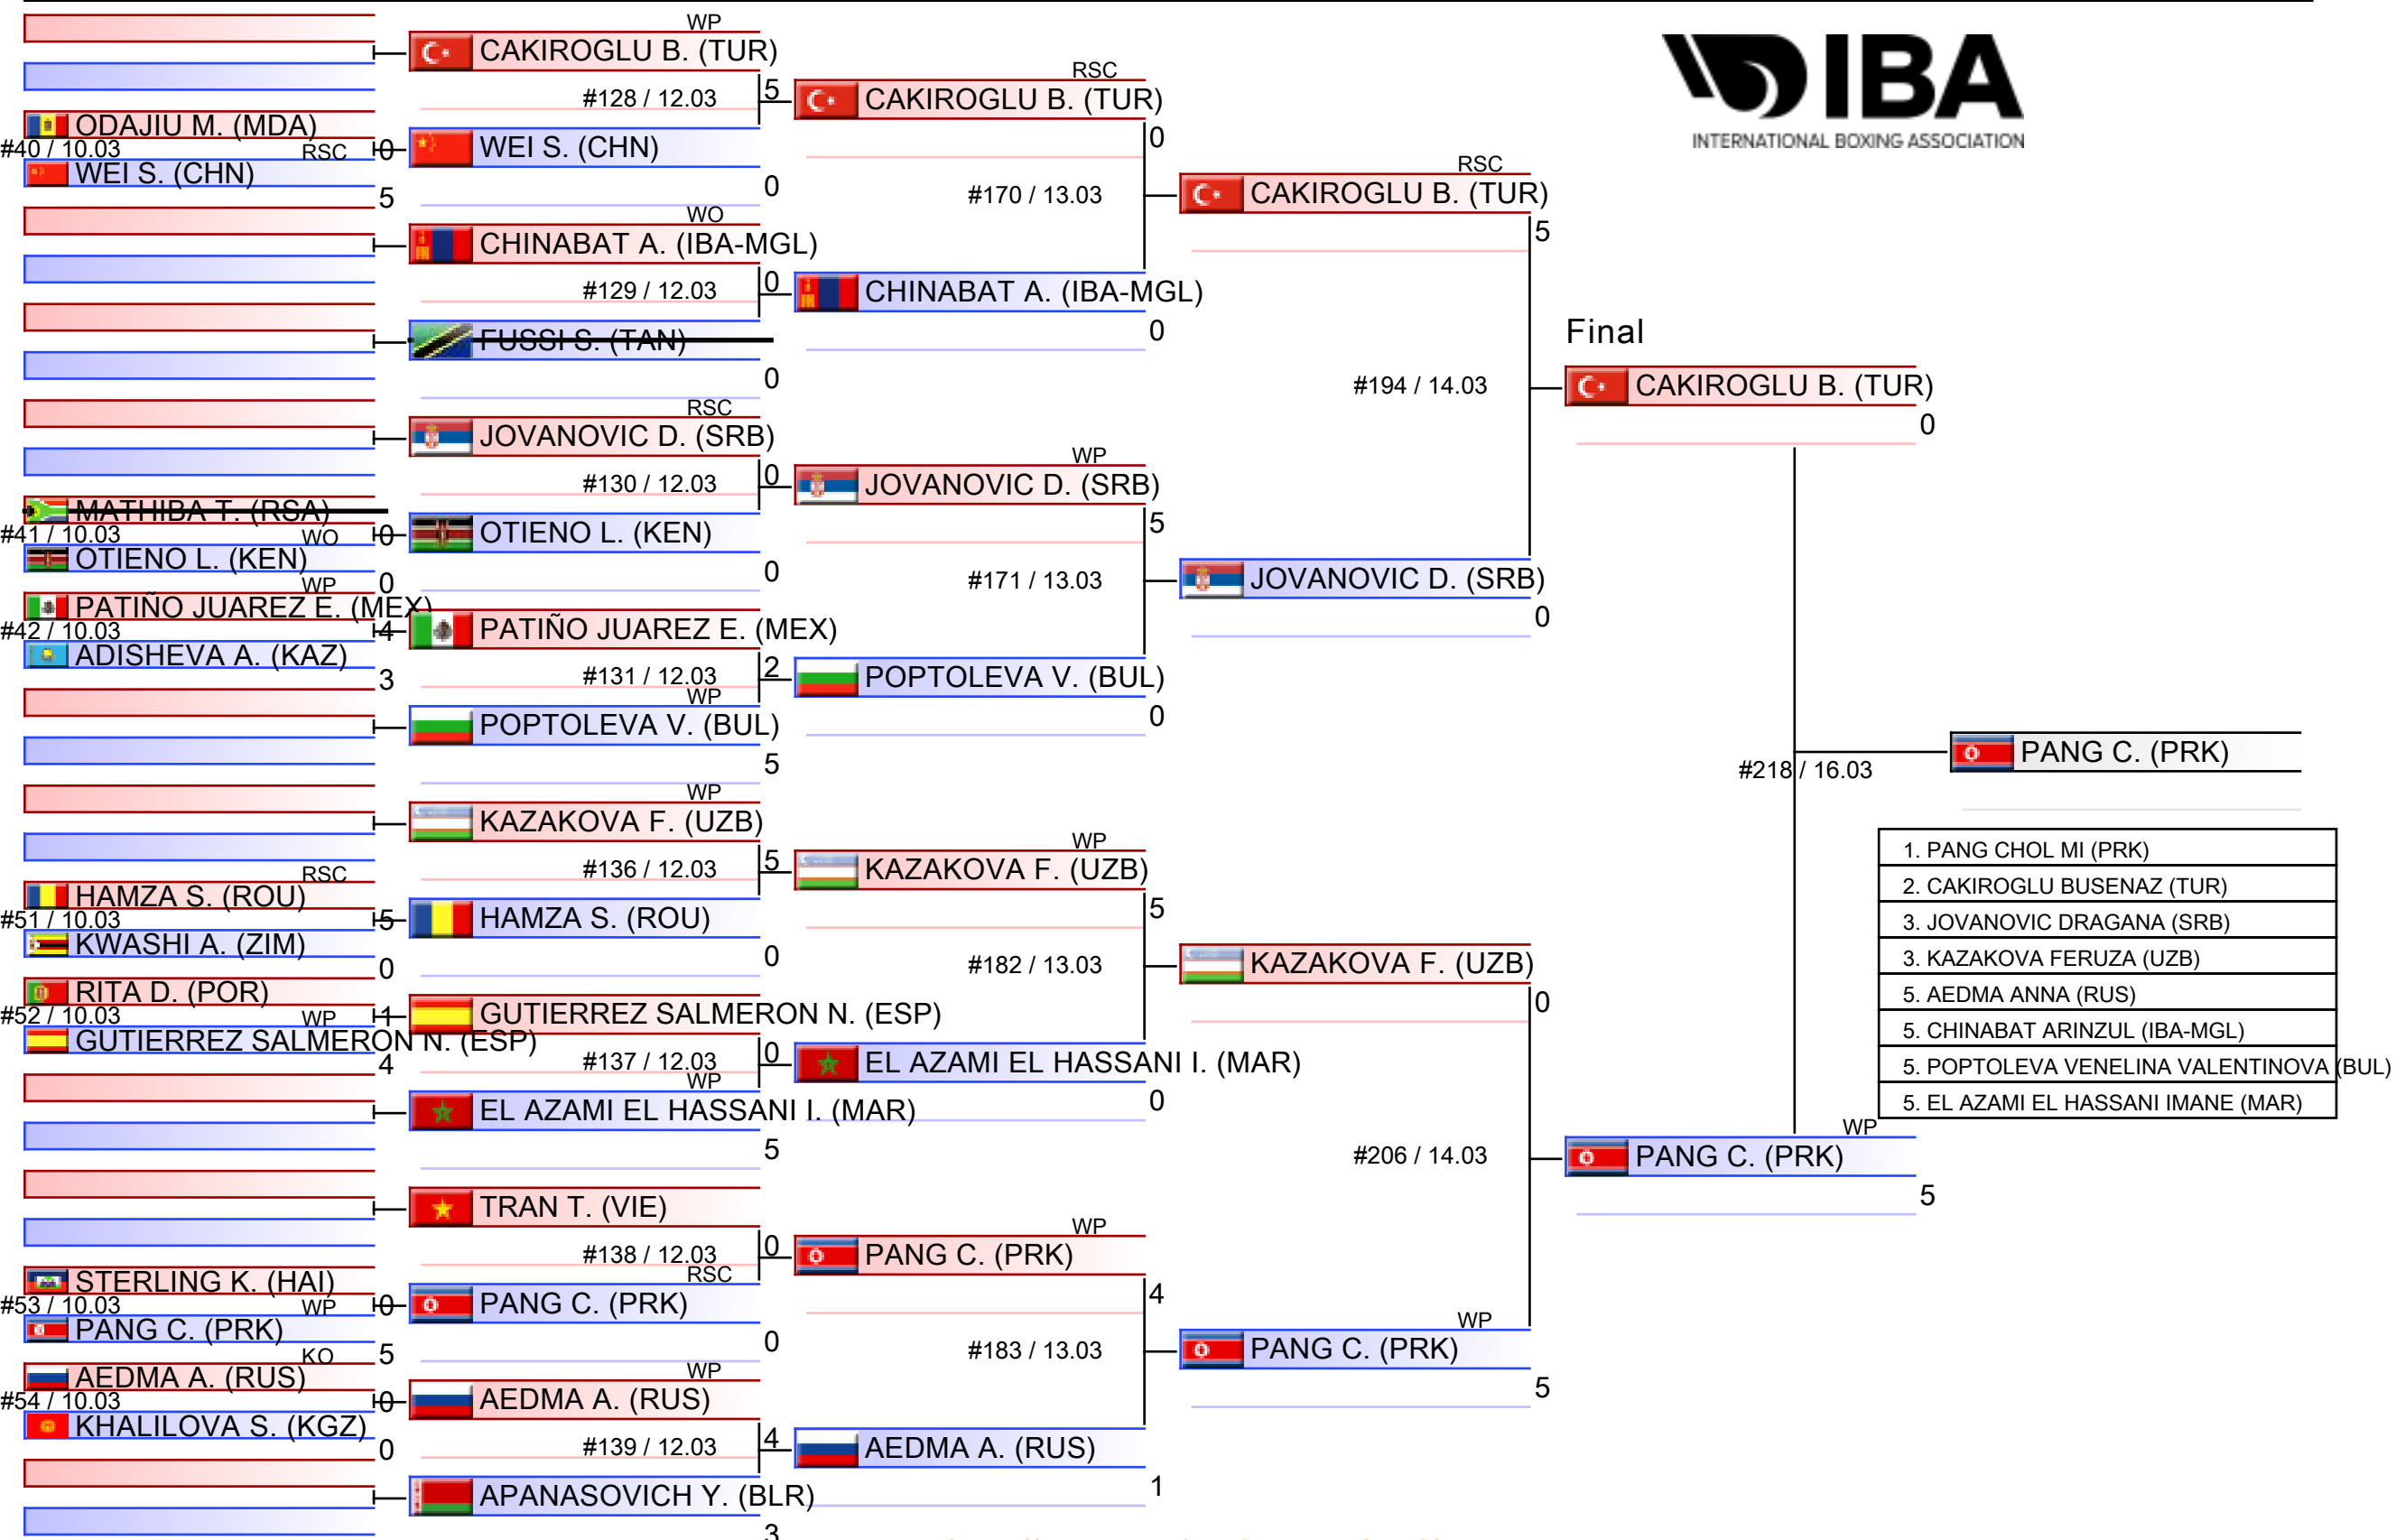 ODAJIU M. (MDA)
#40 / 10.03
RSC
0
WEI S. (CHN)
5
MATHIBA T. (RSA)
#41 / 10.03
WO
0
OTIENO L. (KEN)
0
WP
PATIÑO JUAREZ E. (MEX)
#42 / 10.03
4
ADISHEVA A. (KAZ)
3
RSC
HAMZA S. (ROU)
#51 / 10.03
5
KWASHI A. (ZIM)
0
RITA D. (POR)
#52 / 10.03
WP
1
GUTIERREZ SALMERON N. (ESP)
4
STERLING K. (HAI)
#53 / 10.03
WP
0
PANG C. (PRK)
5
KO
AEDMA A. (RUS)
#54 / 10.03
0
KHALILOVA S. (KGZ)
0
WP
CAKIROGLU B. (TUR)
#128 / 12.03
5
WEI S. (CHN)
0
WO
CHINABAT A. (IBA-MGL)
#129 / 12.03
0
FUSSI S. (TAN)
0
RSC
JOVANOVIC D. (SRB)
#130 / 12.03
0
OTIENO L. (KEN)
0
PATIÑO JUAREZ E. (MEX)
#131 / 12.03
2
WP
POPTOLEVA V. (BUL)
5
WP
KAZAKOVA F. (UZB)
#136 / 12.03
5
HAMZA S. (ROU)
0
GUTIERREZ SALMERON N. (ESP)
#137 / 12.03
0
WP
EL AZAMI EL HASSANI I. (MAR)
5
TRAN T. (VIE)
#138 / 12.03
0
RSC
PANG C. (PRK)
0
WP
AEDMA A. (RUS)
#139 / 12.03
4
APANASOVICH Y. (BLR)
3
RSC
CAKIROGLU B. (TUR)
0
#170 / 13.03
CHINABAT A. (IBA-MGL)
0
WP
JOVANOVIC D. (SRB)
5
#171 / 13.03
POPTOLEVA V. (BUL)
0
WP
KAZAKOVA F. (UZB)
5
#182 / 13.03
EL AZAMI EL HASSANI I. (MAR)
0
WP
PANG C. (PRK)
4
#183 / 13.03
AEDMA A. (RUS)
1
RSC
CAKIROGLU B. (TUR)
5
#194 / 14.03
JOVANOVIC D. (SRB)
0
KAZAKOVA F. (UZB)
0
#206 / 14.03
WP
PANG C. (PRK)
5
IBA
INTERNATIONAL BOXING ASSOCIATION
Final
CAKIROGLU B. (TUR)
0
#218 / 16.03
WP
PANG C. (PRK)
5
PANG C. (PRK)
1. PANG CHOL MI (PRK)
2. CAKIROGLU BUSENAZ (TUR)
3. JOVANOVIC DRAGANA (SRB)
3. KAZAKOVA FERUZA (UZB)
5. AEDMA ANNA (RUS)
5. CHINABAT ARINZUL (IBA-MGL)
5. POPTOLEVA VENELINA VALENTINOVA (BUL)
5. EL AZAMI EL HASSANI IMANE (MAR)